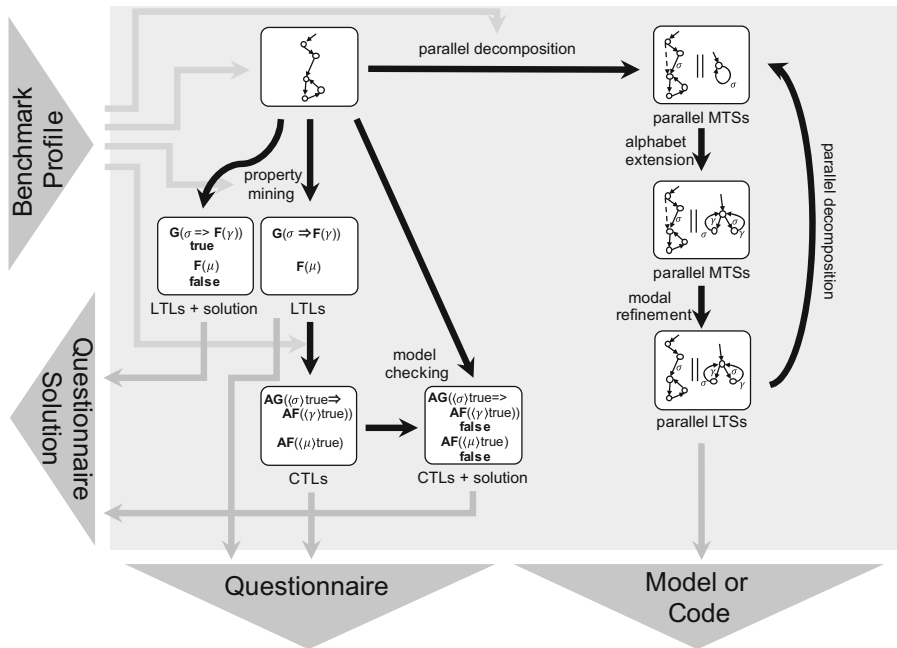 Benchmark
Profile
parallel decomposition
σ
||
σ
parallel MTSs
alphabet
extension
σ
||
σ
γ
σ
γ
parallel MTSs
modal
refinement
σ
||
σ
γ
σ
γ
parallel LTSs
parallel decomposition
property
mining
G(σ => F(γ))
true
F(μ)
false
LTLs + solution
G(σ ⇒ F(γ))
F(μ)
LTLs
Questionnaire
Solution
model
checking
AG(⟨σ⟩true⇒
AF(⟨γ⟩true))
AF(⟨μ⟩true)
CTLs
AG(⟨σ⟩true=>
AF(⟨γ⟩true))
false
AF(⟨μ⟩true)
false
CTLs + solution
Questionnaire
Model or
Code